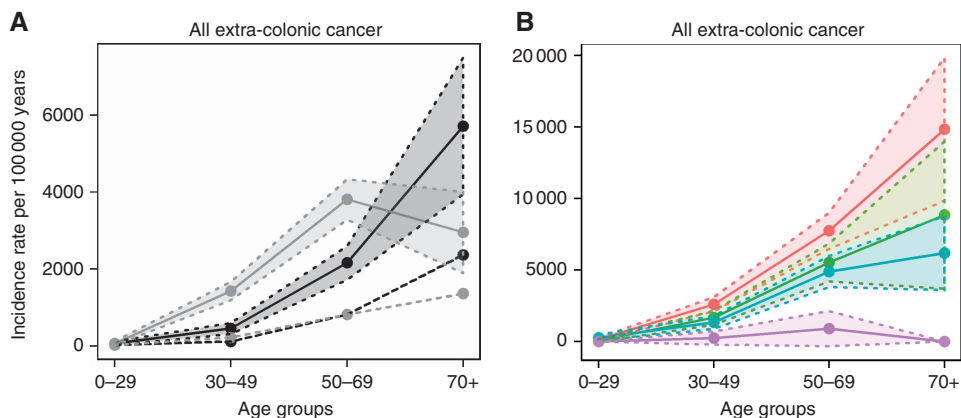 A
All extra-colonic cancer
Incidence rate per 100 000 years
6000
4000
2000
0
0–29
30–49
50–69
70+
Age groups
B
All extra-colonic cancer
20 000
15 000
10 000
5000
0
0–29
30–49
50–69
70+
Age groups